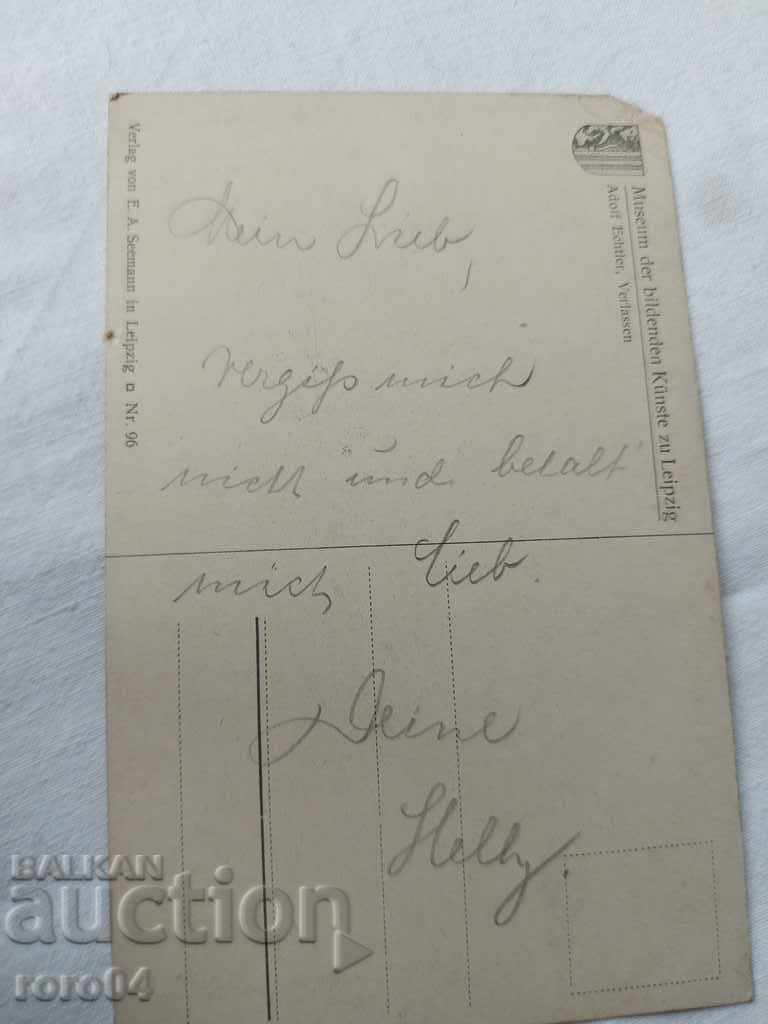 Museum der bildenden Künste zu Leipzig
Adolf Echtler, Verlassen
Mein Lieb,
vergiß mich
nicht und behalt
mich lieb.
Deine
Helly.
Verlag von E. A. Seemann in Leipzig □ Nr. 96
BALKAN
auction
roro04